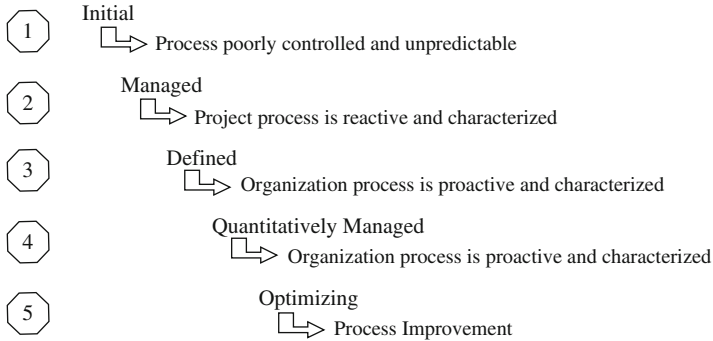 1 Initial
Process poorly controlled and unpredictable
2 Managed
Project process is reactive and characterized
3 Defined
Organization process is proactive and characterized
4 Quantitatively Managed
Organization process is proactive and characterized
5 Optimizing
Process Improvement